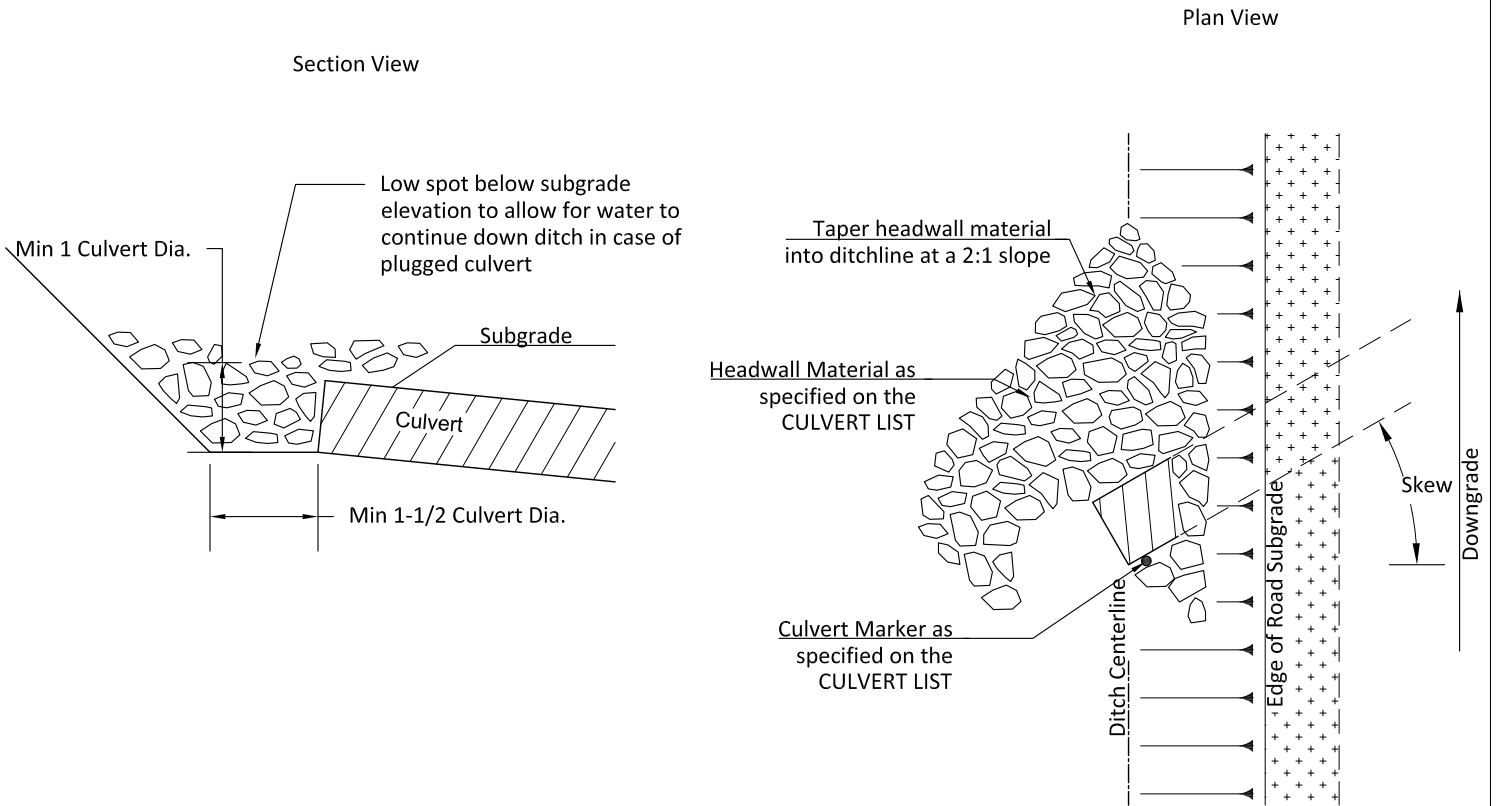 Plan View
Section View
Low spot below subgrade
elevation to allow for water to
continue down ditch in case of
plugged culvert
Min 1 Culvert Dia.
Subgrade
Culvert
Min 1-1/2 Culvert Dia.
Taper headwall material
into ditchline at a 2:1 slope
Headwall Material as
specified on the
CULVERT LIST
Culvert Marker as
specified on the
CULVERT LIST
Ditch Centerline
Edge of Road Subgrade
Skew
Downgrade